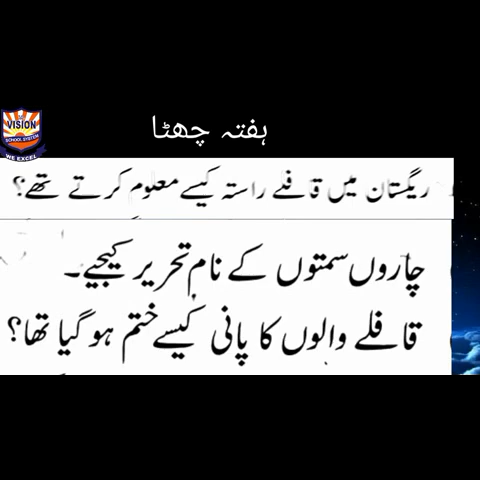 VISION
SCHOOL SYSTEM
WE EXCEL
ہفتہ چھٹا
ریگستان میں قافلے راستہ کیسے معلوم کرتے تھے؟
چاروں سمتوں کے نام تحریر کیجیے۔
قافلے والوں کا پانی کیسے ختم ہو گیا تھا؟